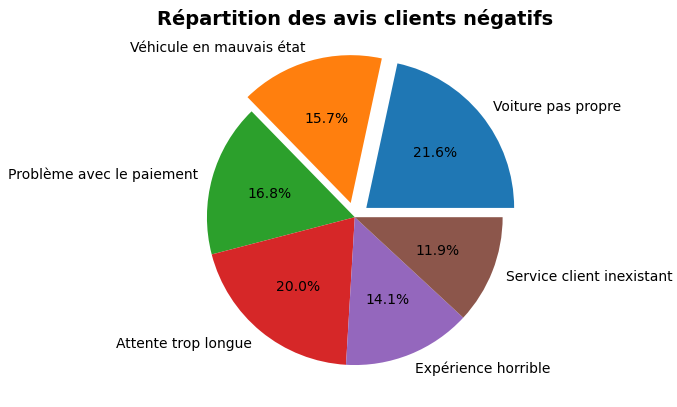 Répartition des avis clients négatifs
Véhicule en mauvais état
Voiture pas propre
15.7%
21.6%
Problème avec le paiement
16.8%
11.9%
Service client inexistant
20.0%
14.1%
Attente trop longue
Expérience horrible